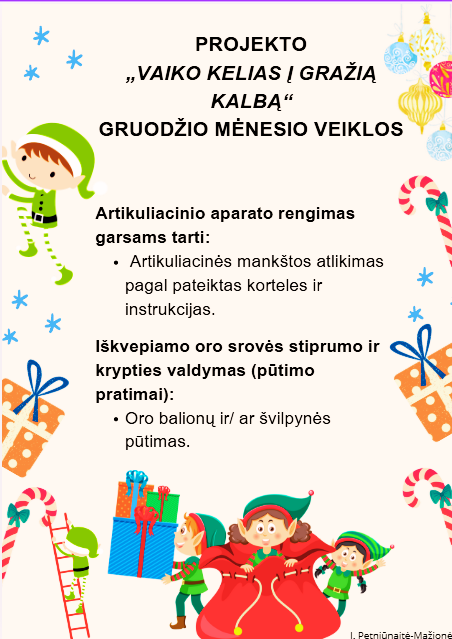 PROJEKTO
„VAIKO KELIAS Į GRAŽIĄ
KALBĄ“
GRUODŽIO MĖNESIO VEIKLOS
Artikuliacinio aparato rengimas
garsams tarti:
• Artikuliacinės mankštos atlikimas
pagal pateiktas korteles ir
instrukcijas.
Iškvepiamo oro srovės stiprumo ir
krypties valdymas (pūtimo
pratimai):
• Oro balionų ir/ ar švilpynės
pūtimas.
I. Petniūnaitė-Mažionė